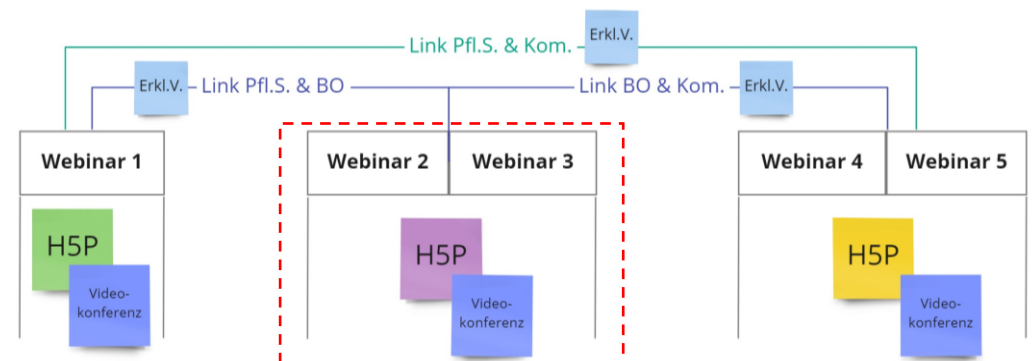 Link Pfl.S. & Kom.
Erkl.V.
Erkl.V.
Link Pfl.S. & BO
Link BO & Kom.
Erkl.V.
Webinar 1
Webinar 2
Webinar 3
Webinar 4
Webinar 5
H5P
Video-
konferenz
H5P
Video-
konferenz
H5P
Video-
konferenz